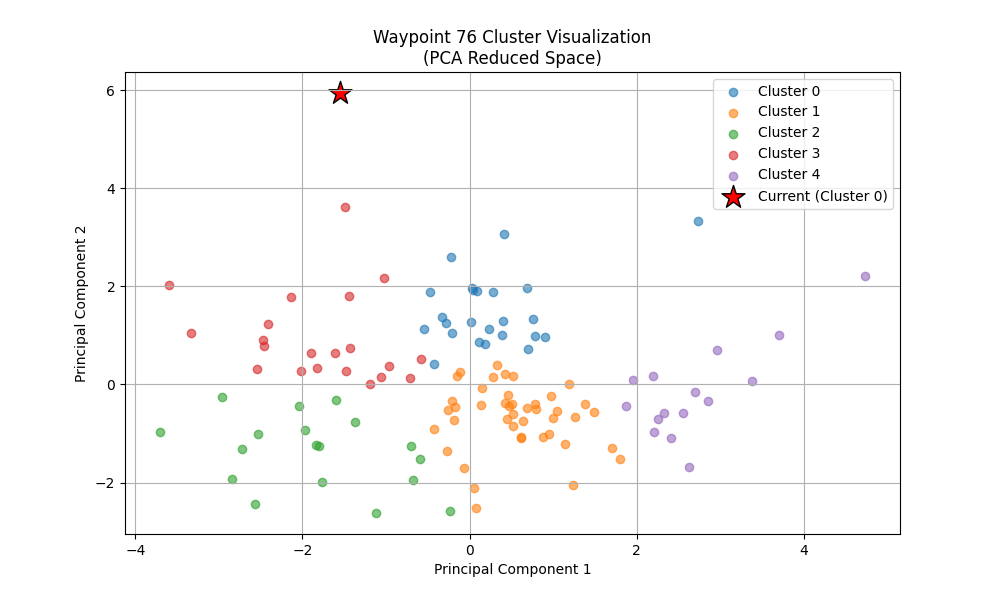 Waypoint 76 Cluster Visualization
(PCA Reduced Space)
Cluster 0
Cluster 1
Cluster 2
Cluster 3
Cluster 4
Current (Cluster 0)
6
4
2
0
−2
Principal Component 2
−4
−2
0
2
4
Principal Component 1